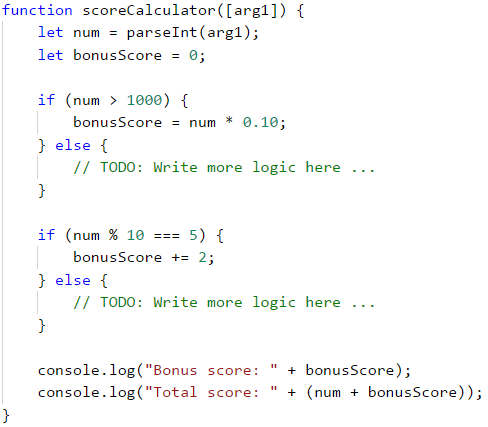 function scoreCalculator([arg1]) {
    let num = parseInt(arg1);
    let bonusScore = 0;

    if (num > 1000) {
        bonusScore = num * 0.10;
    } else {
        // TODO: Write more logic here ...
    }

    if (num % 10 === 5) {
        bonusScore += 2;
    } else {
        // TODO: Write more logic here ...
    }

    console.log("Bonus score: " + bonusScore);
    console.log("Total score: " + (num + bonusScore));
}